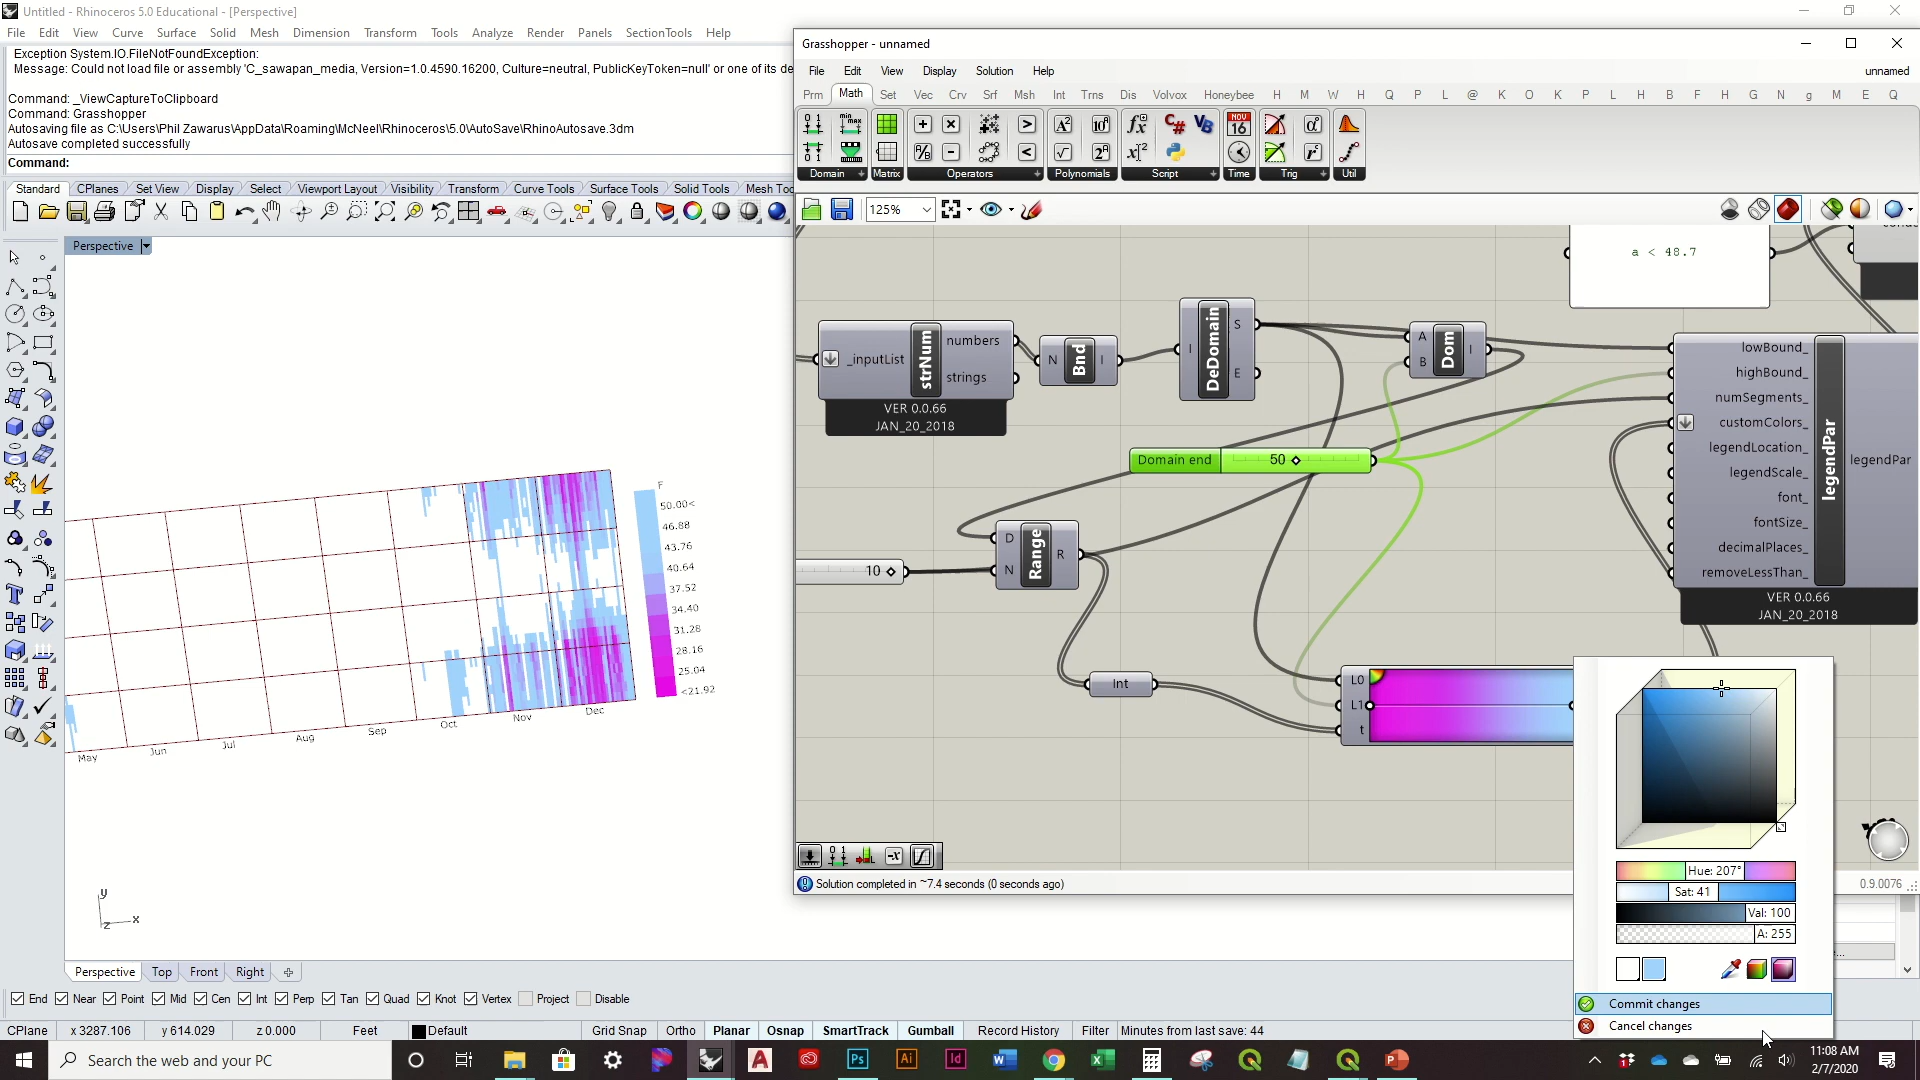 Untitled - Rhinoceros 5.0 Educational - [Perspective]
File Edit View Curve Surface Solid Mesh Dimension Transform Tools Analyze Render Panels SectionTools Help
Exception System.IO.FileNotFoundException:
Message: Could not load file or assembly 'C_sawapan_media, Version=1.0.4590.16200, Culture=neutral, PublicKeyToken=null' or one of its de
Command: _ViewCaptureToClipboard
Command: Grasshopper
Autosaving file as C:\Users\Phil Zawarus\AppData\Roaming\McNeel\Rhinoceros\5.0\AutoSave\RhinoAutosave.3dm
Autosave completed successfully
Command:
Standard CPlanes Set View Display Select Viewport Layout Visibility Transform Curve Tools Surface Tools Solid Tools Mesh Too
Perspective
F
50.00<
46.88
43.76
40.64
37.52
34.40
31.28
28.16
25.04
<21.92
May Jun Jul Aug Sep Oct Nov Dec
y
z x
Perspective Top Front Right
End Near Point Mid Cen Int Perp Tan Quad Knot Vertex Project Disable
CPlane x 3287.106 y 614.029 z 0.000 Feet Default Grid Snap Ortho Planar Osnap SmartTrack Gumball Record History Filter Minutes from last save: 44
Grasshopper - unnamed
File Edit View Display Solution Help unnamed
Prm Math Set Vec Crv Srf Msh Int Trns Dis Volvox Honeybee H M W H Q P L @ K O K P L H B F H G N g M E Q
Domain Matrix Operators Polynomials Script Time Trig Util
125%
a < 48.7
_inputList strNum numbers
strings
VER 0.0.66
JAN_20_2018
N Bnd I
I DeDomain S
E
A Dom I
B
Domain end 50
D Range R
N
10
Int
L0
L1
t
lowBound_
highBound_
numSegments_
customColors_
legendLocation_
legendScale_
font_
fontSize_
decimalPlaces_
removeLessThan_
legendPar
legendPar
VER 0.0.66
JAN_20_2018
Solution completed in ~7.4 seconds (0 seconds ago)
0.9.0076
Hue: 207°
Sat: 41
Val: 100
A: 255
Commit changes
Cancel changes
Search the web and your PC
11:08 AM
2/7/2020